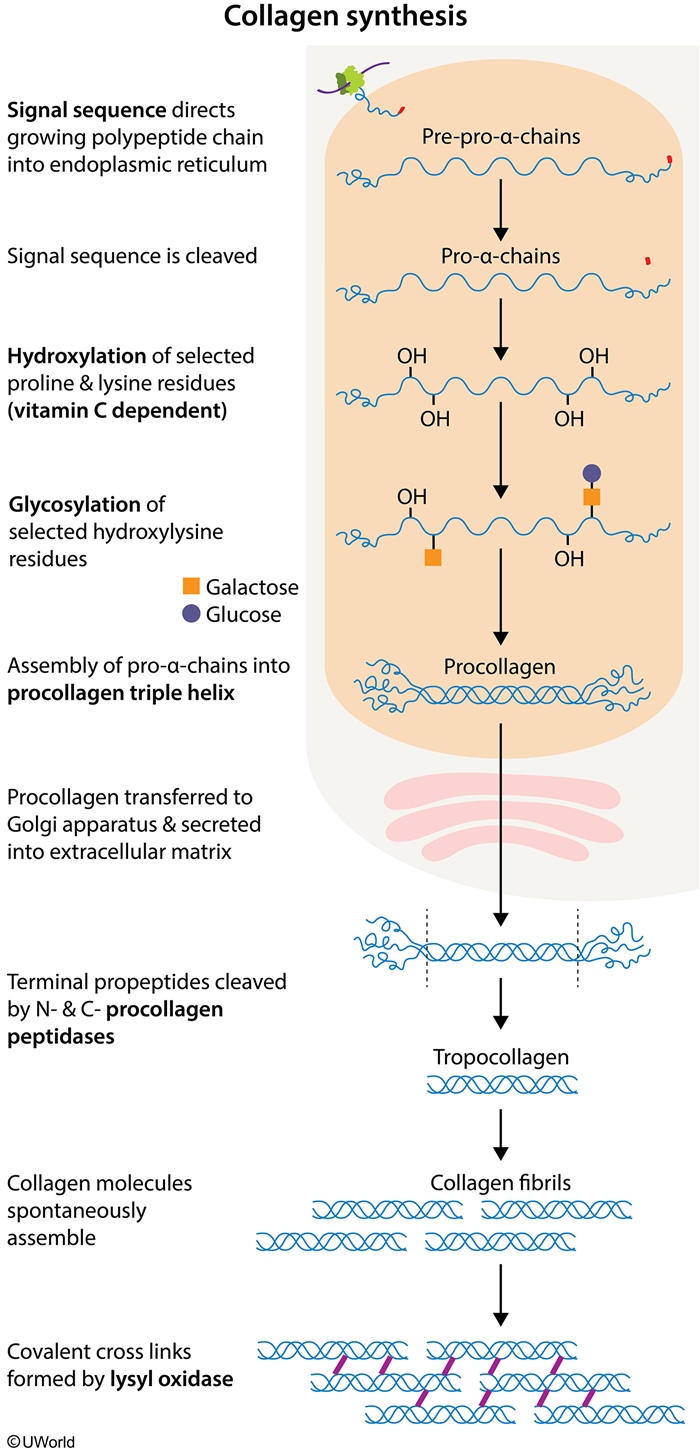 Collagen synthesis
Signal sequence directs
growing polypeptide chain
into endoplasmic reticulum
Pre-pro-α-chains
Signal sequence is cleaved
Pro-α-chains
Hydroxylation of selected
proline & lysine residues
(vitamin C dependent)
OH
OH
OH
OH
Glycosylation of
selected hydroxylysine
residues
OH
OH
Galactose
Glucose
Assembly of pro-α-chains into
procollagen triple helix
Procollagen
Procollagen transferred to
Golgi apparatus & secreted
into extracellular matrix
Terminal propeptides cleaved
by N- & C- procollagen
peptidases
Tropocollagen
Collagen molecules
spontaneously
assemble
Collagen fibrils
Covalent cross links
formed by lysyl oxidase
©UWorld